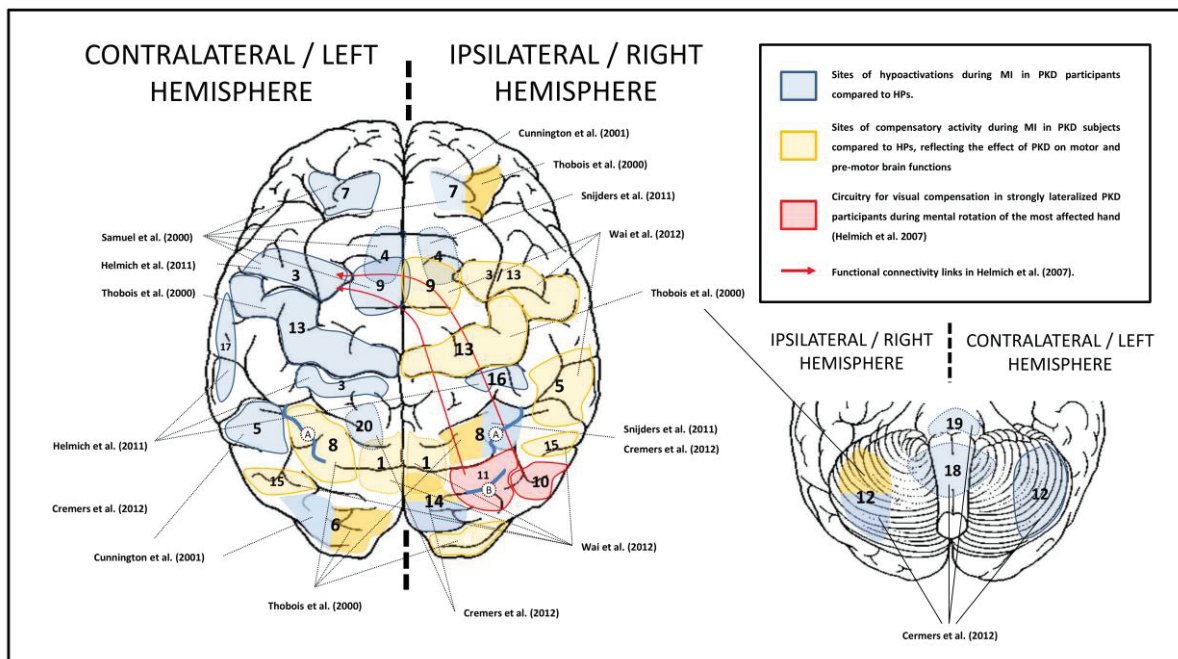 CONTRALATERAL / LEFT
HEMISPHERE
IPSILATERAL / RIGHT
HEMISPHERE
Cunnington et al. (2001)
Thobois et al. (2000)
Snijders et al. (2011)
Wai et al. (2012)
Thobois et al. (2000)
Samuel et al. (2000)
Helmich et al. (2011)
Thobois et al. (2000)
7
7
4
4
3
9
9
3 / 13
13
13
17
3
16
5
5
20
A
8
1
1
8
A
15
15
11
B
10
14
6
Helmich et al. (2011)
Cremers et al. (2012)
Cunnington et al. (2001)
Thobois et al. (2000)
Snijders et al. (2011)
Cremers et al. (2012)
Wai et al. (2012)
Cremers et al. (2012)
Sites of hypoactivations during MI in PKD participants
compared to HPs.
Sites of compensatory activity during MI in PKD subjects
compared to HPs, reflecting the effect of PKD on motor and
pre-motor brain functions
Circuitry for visual compensation in strongly lateralized PKD
participants during mental rotation of the most affected hand
(Helmich et al. 2007)
Functional connectivity links in Helmich et al. (2007).
IPSILATERAL / RIGHT
HEMISPHERE
CONTRALATERAL / LEFT
HEMISPHERE
19
18
12
12
Cermers et al. (2012)